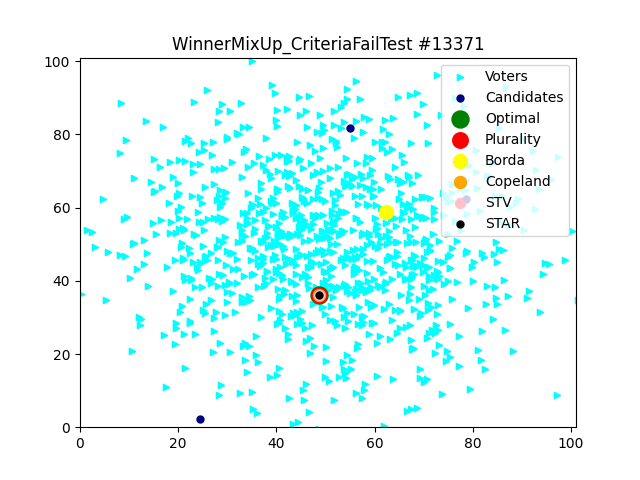 WinnerMixUp_CriteriaFailTest #13371
100
80
60
40
20
0
0 20 40 60 80 100
Voters
Candidates
Optimal
Plurality
Borda
Copeland
STV
STAR